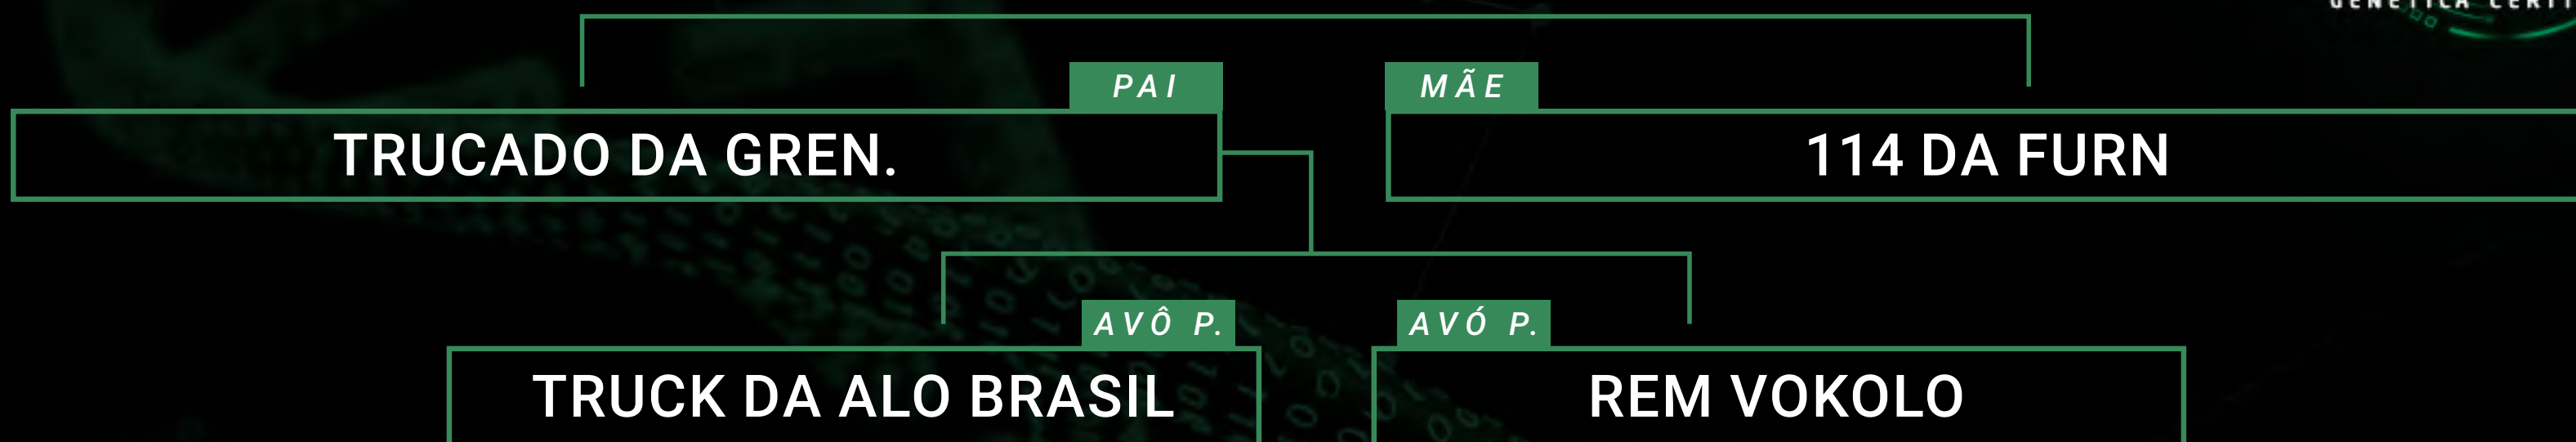 PAI
MÃE
TRUCADO DA GREN.
114 DA FURN
AVÔ P.
AVÓ P.
TRUCK DA ALO BRASIL
REM VOKOLO